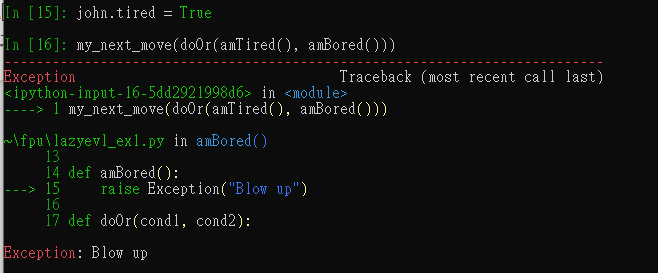 In [15]: john.tired = True
In [16]: my_next_move(doOr(amTired(), amBored()))
---------------------------------------------------------------------------
Exception                                 Traceback (most recent call last)
<ipython-input-16-5dd2921998d6> in <module>
----> 1 my_next_move(doOr(amTired(), amBored()))
~\fpu\lazyevl_ex1.py in amBored()
     13
     14 def amBored():
---> 15     raise Exception("Blow up")
     16
     17 def doOr(cond1, cond2):
Exception: Blow up